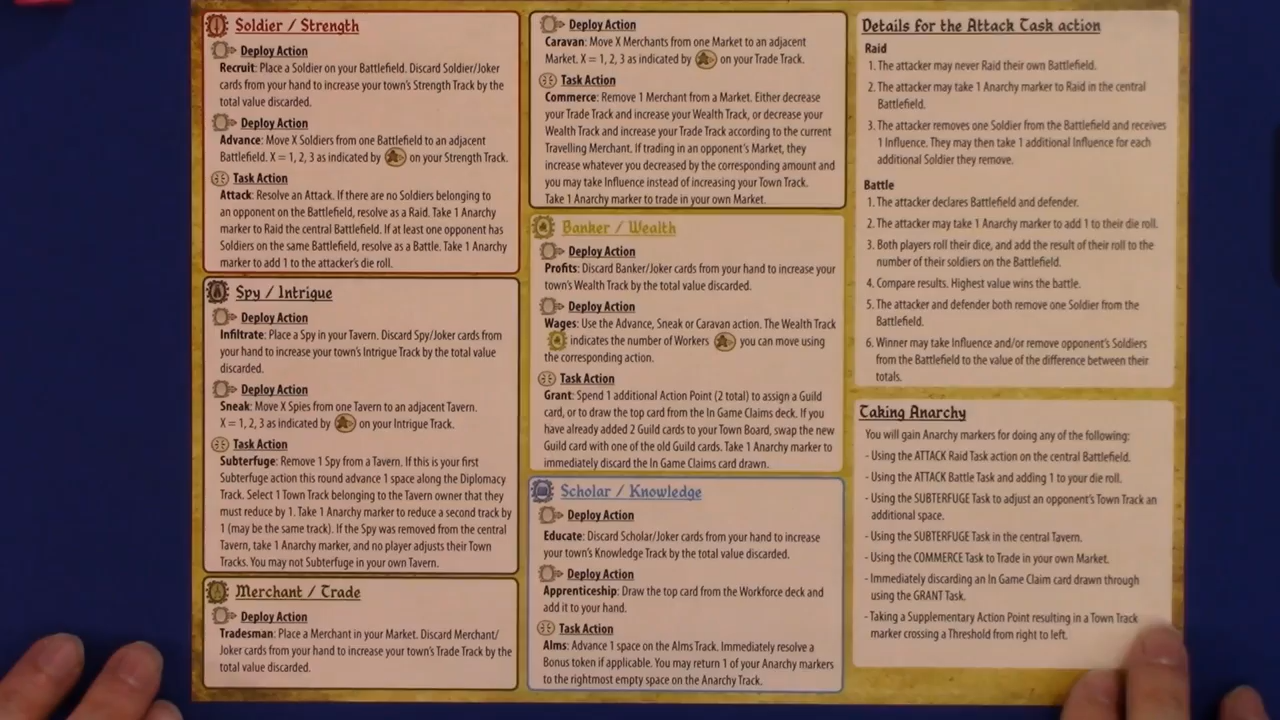 Soldier / Strength
Deploy Action
Recruit: Place a Soldier on your Battlefield. Discard Soldier/Joker
cards from your hand to increase your town's Strength Track by the
total value discarded.
Deploy Action
Advance: Move X Soldiers from one Battlefield to an adjacent
Battlefield. X = 1, 2, 3 as indicated by on your Strength Track.
Task Action
Attack: Resolve an Attack. If there are no Soldiers belonging to
an opponent on the Battlefield, resolve as a Raid. Take 1 Anarchy
marker to Raid the central Battlefield. If at least one opponent has
Soldiers on the same Battlefield, resolve as a Battle. Take 1 Anarchy
marker to add 1 to the attacker's die roll.
Spy / Intrigue
Deploy Action
Infiltrate: Place a Spy in your Tavern. Discard Spy/Joker cards from
your hand to increase your town's Intrigue Track by the total value
discarded.
Deploy Action
Sneak: Move X Spies from one Tavern to an adjacent Tavern.
X = 1, 2, 3 as indicated by on your Intrigue Track.
Task Action
Subterfuge: Remove 1 Spy from a Tavern. If this is your first
Subterfuge action this round advance 1 space along the Diplomacy
Track. Select 1 Town Track belonging to the Tavern owner that they
must reduce by 1. Take 1 Anarchy marker to reduce a second track by
1 (may be the same track). If the Spy was removed from the central
Tavern, take 1 Anarchy marker, and no player adjusts their Town
Tracks. You may not Subterfuge in your own Tavern.
Merchant / Trade
Deploy Action
Tradesman: Place a Merchant in your Market. Discard Merchant/
Joker cards from your hand to increase your town's Trade Track by the
total value discarded.
Deploy Action
Caravan: Move X Merchants from one Market to an adjacent
Market. X = 1, 2, 3 as indicated by on your Trade Track.
Task Action
Commerce: Remove 1 Merchant from a Market. Either decrease
your Trade Track and increase your Wealth Track, or decrease your
Wealth Track and increase your Trade Track according to the current
Travelling Merchant. If trading in an opponent's Market, they
increase whatever you decreased by the corresponding amount and
you may take Influence instead of increasing your Town Track.
Take 1 Anarchy marker to trade in your own Market.
Banker / Wealth
Deploy Action
Profits: Discard Banker/Joker cards from your hand to increase your
town's Wealth Track by the total value discarded.
Deploy Action
Wages: Use the Advance, Sneak or Caravan action. The Wealth Track
indicates the number of Workers you can move using
the corresponding action.
Task Action
Grant: Spend 1 additional Action Point (2 total) to assign a Guild
card, or to draw the top card from the In Game Claims deck. If you
have already added 2 Guild cards to your Town Board, swap the new
Guild card with one of the old Guild cards. Take 1 Anarchy marker to
immediately discard the In Game Claims card drawn.
Scholar / Knowledge
Deploy Action
Educate: Discard Scholar/Joker cards from your hand to increase
your town's Knowledge Track by the total value discarded.
Deploy Action
Apprenticeship: Draw the top card from the Workforce deck and
add it to your hand.
Task Action
Alms: Advance 1 space on the Alms Track. Immediately resolve a
Bonus token if applicable. You may return 1 of your Anarchy markers
to the rightmost empty space on the Anarchy Track.
Details for the Attack Task action
Raid
1. The attacker may never Raid their own Battlefield.
2. The attacker may take 1 Anarchy marker to Raid in the central
Battlefield.
3. The attacker removes one Soldier from the Battlefield and receives
1 Influence. They may then take 1 additional Influence for each
additional Soldier they remove.
Battle
1. The attacker declares Battlefield and defender.
2. The attacker may take 1 Anarchy marker to add 1 to their die roll.
3. Both players roll their dice, and add the result of their roll to the
number of their soldiers on the Battlefield.
4. Compare results. Highest value wins the battle.
5. The attacker and defender both remove one Soldier from the
Battlefield.
6. Winner may take Influence and/or remove opponent's Soldiers
from the Battlefield to the value of the difference between their
totals.
Taking Anarchy
You will gain Anarchy markers for doing any of the following:
- Using the ATTACK Raid Task action on the central Battlefield.
- Using the ATTACK Battle Task and adding 1 to your die roll.
- Using the SUBTERFUGE Task to adjust an opponent's Town Track an
additional space.
- Using the SUBTERFUGE Task in the central Tavern.
- Using the COMMERCE Task to Trade in your own Market.
- Immediately discarding an In Game Claim card drawn through
using the GRANT Task.
- Taking a Supplementary Action Point resulting in a Town Track
marker crossing a Threshold from right to left.